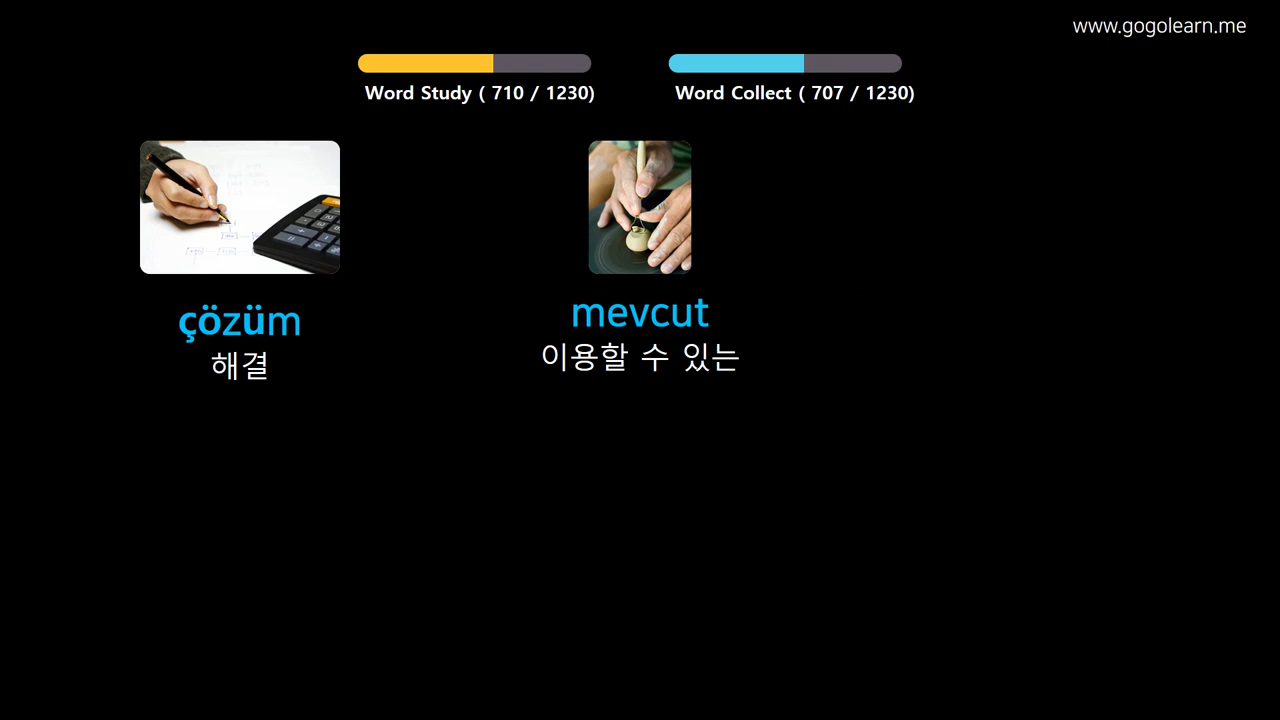 www.gogolearn.me
Word Study ( 710 / 1230)
Word Collect ( 707 / 1230)
çözüm
해결
mevcut
이용할 수 있는